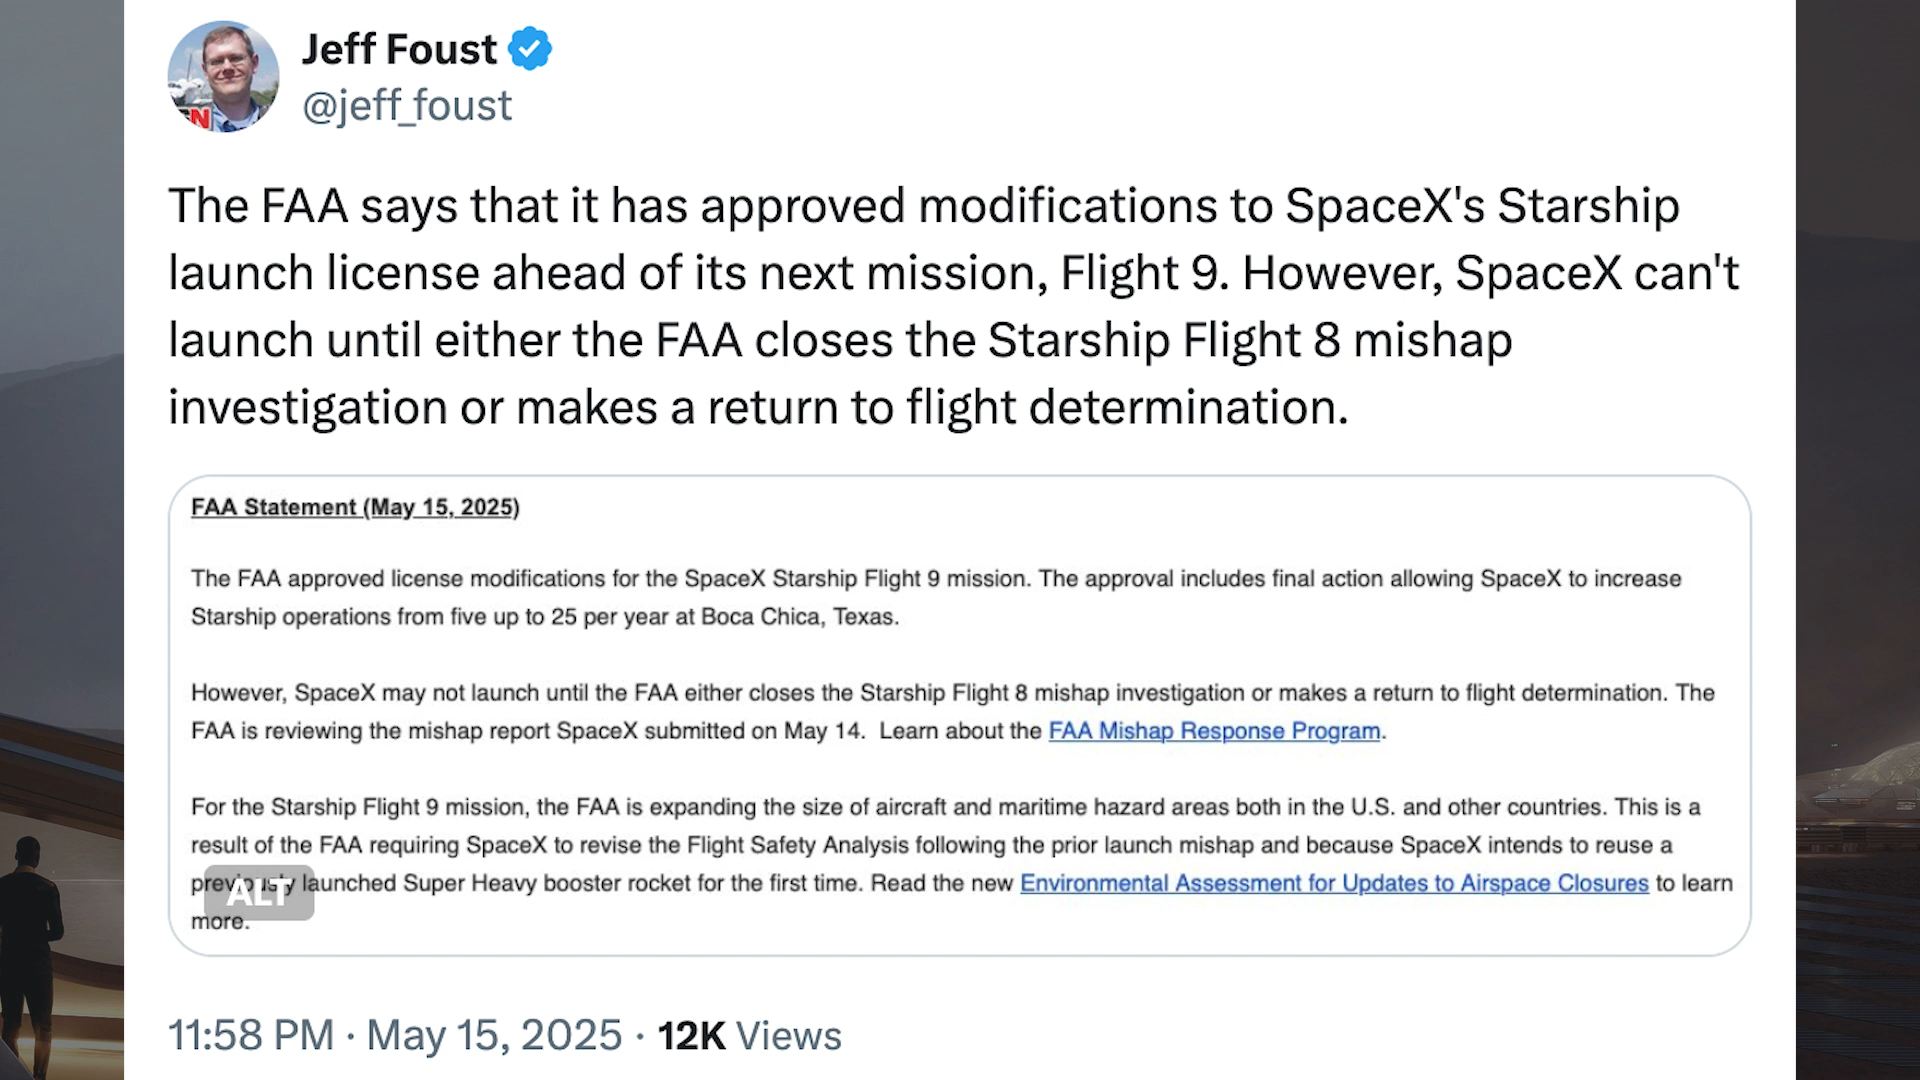 Jeff Foust
@jeff_foust
The FAA says that it has approved modifications to SpaceX's Starship
launch license ahead of its next mission, Flight 9. However, SpaceX can't
launch until either the FAA closes the Starship Flight 8 mishap
investigation or makes a return to flight determination.
FAA Statement (May 15, 2025)
The FAA approved license modifications for the SpaceX Starship Flight 9 mission. The approval includes final action allowing SpaceX to increase
Starship operations from five up to 25 per year at Boca Chica, Texas.
However, SpaceX may not launch until the FAA either closes the Starship Flight 8 mishap investigation or makes a return to flight determination. The
FAA is reviewing the mishap report SpaceX submitted on May 14. Learn about the FAA Mishap Response Program.
For the Starship Flight 9 mission, the FAA is expanding the size of aircraft and maritime hazard areas both in the U.S. and other countries. This is a
result of the FAA requiring SpaceX to revise the Flight Safety Analysis following the prior launch mishap and because SpaceX intends to reuse a
previously launched Super Heavy booster rocket for the first time. Read the new Environmental Assessment for Updates to Airspace Closures to learn
ALT
more.
11:58 PM · May 15, 2025 · 12K Views